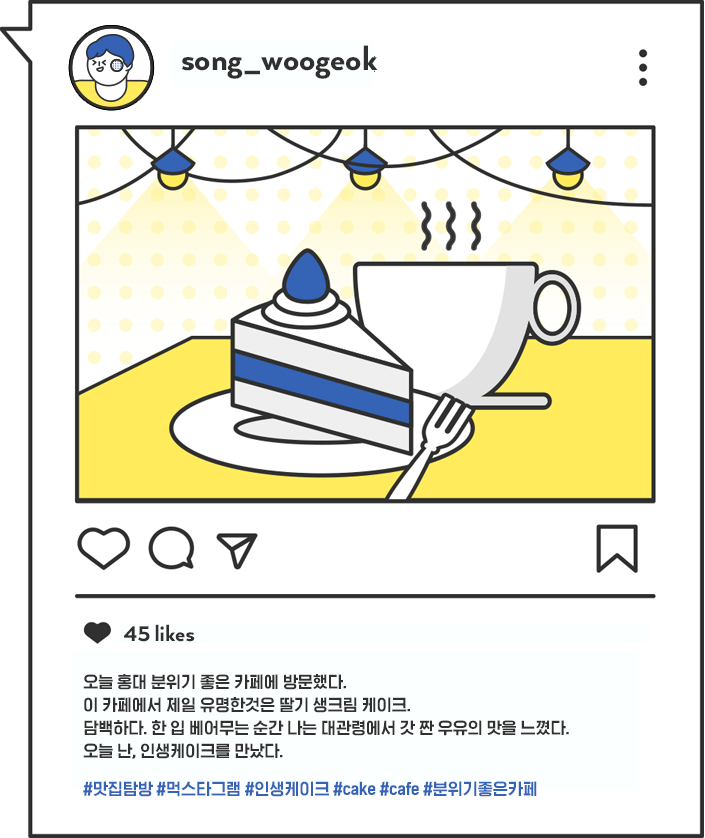 song_woogeok
45 likes
오늘 홍대 분위기 좋은 카페에 방문했다.
이 카페에서 제일 유명한것은 딸기 생크림 케이크.
담백하다. 한 입 베어무는 순간 나는 대관령에서 갓 짠 우유의 맛을 느꼈다.
오늘 난, 인생케이크를 만났다.
#맛집탐방 #먹스타그램 #인생케이크 #cake #cafe #분위기좋은카페